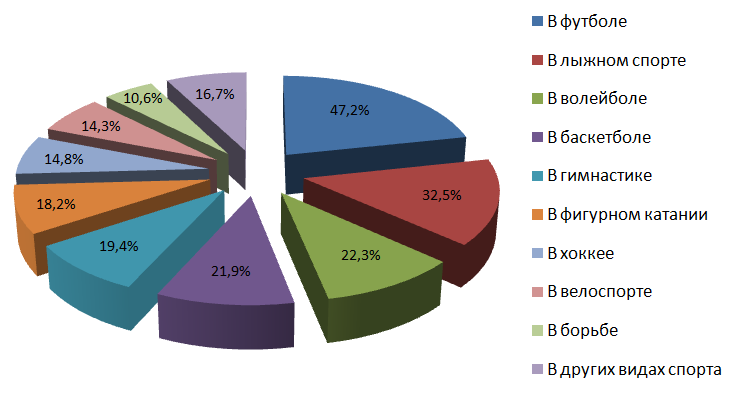 47,2%
32,5%
22,3%
21,9%
19,4%
18,2%
14,8%
14,3%
10,6%
16,7%
В футболе
В лыжном спорте
В волейболе
В баскетболе
В гимнастике
В фигурном катании
В хоккее
В велоспорте
В борьбе
В других видах спорта